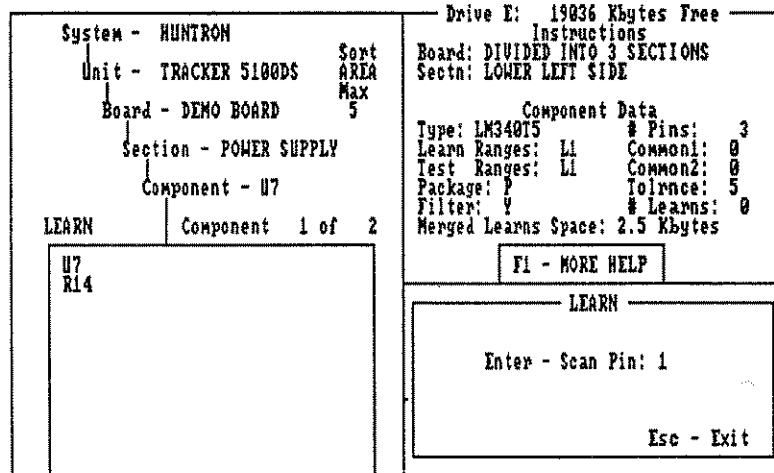 System - HUNTRON
Unit - TRACKER 5100DS
Board - DEMO BOARD
Section - POWER SUPPLY
Component - U7
Sort
AREA
Max
5
LEARN
Component 1 of 2
U7
R14
Drive E: 19036 Kbytes Free
Instructions
Board: DIVIDED INTO 3 SECTIONS
Sectn: LOWER LEFT SIDE
Component Data
Type: LM340T5 # Pins: 3
Learn Ranges: L1 Common1: 0
Test Ranges: L1 Common2: 0
Package: P Tolrnce: 5
Filter: Y # Learns: 0
Merged Learns Space: 2.5 Kbytes
F1 - MORE HELP
LEARN
Enter - Scan Pin: 1
Esc - Exit